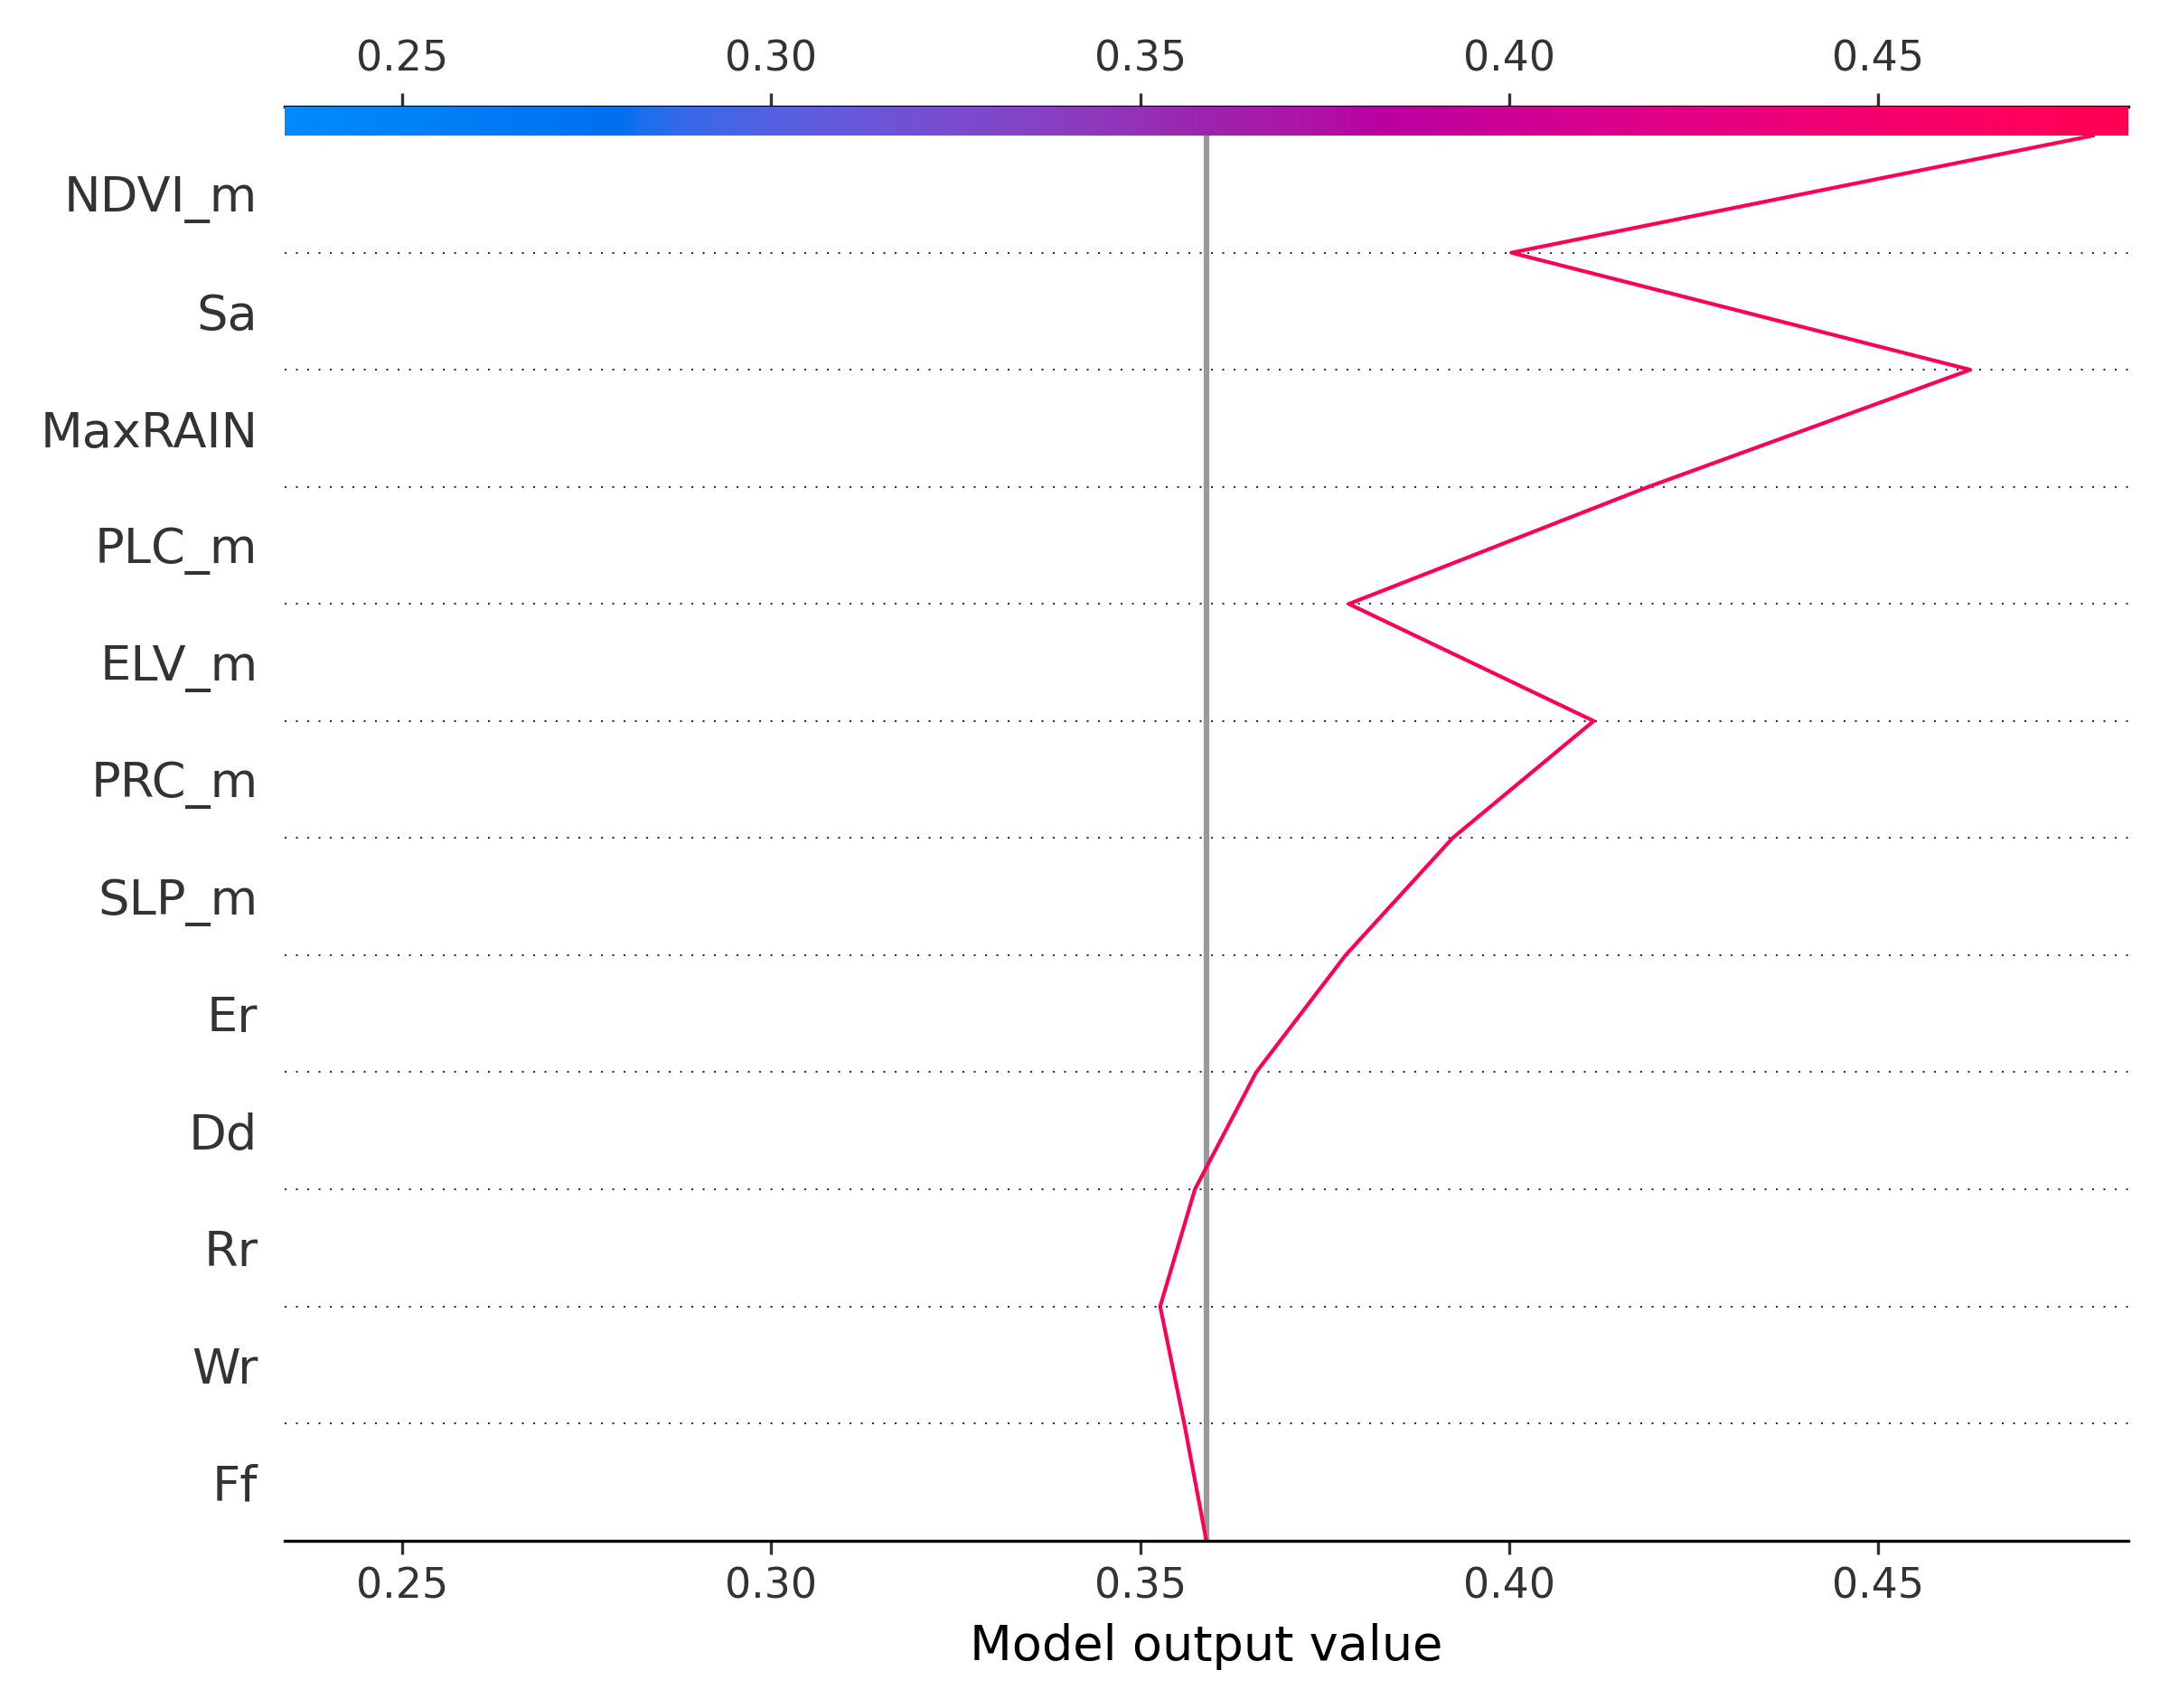 0.25 0.30 0.35 0.40 0.45
NDVI_m
Sa
MaxRAIN
PLC_m
ELV_m
PRC_m
SLP_m
Er
Dd
Rr
Wr
Ff
0.25 0.30 0.35 0.40 0.45
Model output value